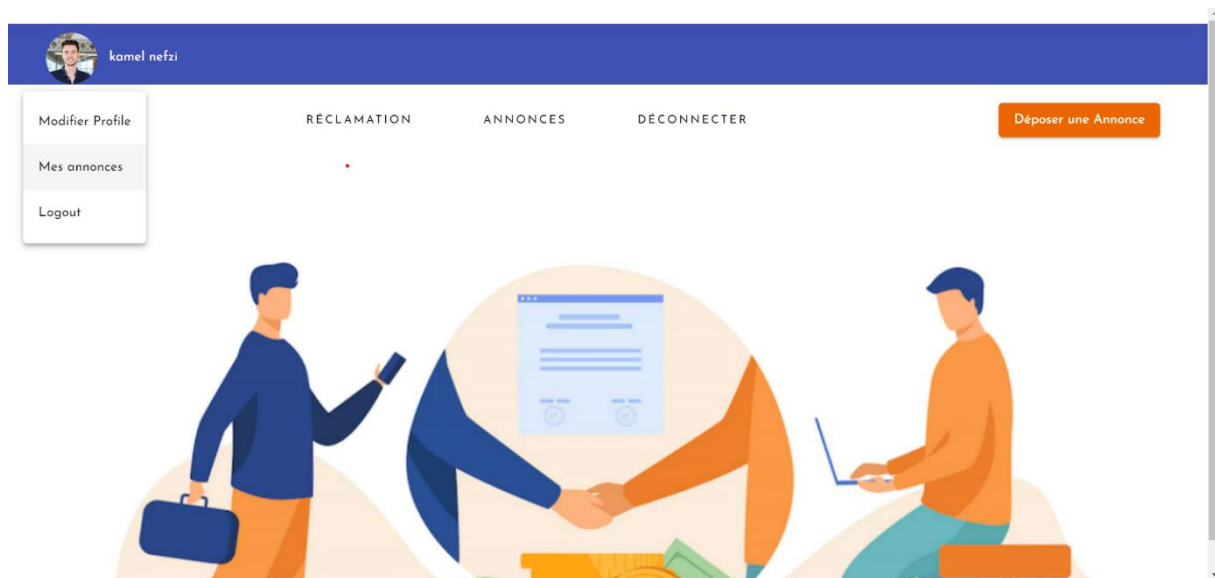 kamel nefzi
Modifier Profile
Mes annonces
Logout
RÉCLAMATION
ANNONCES
DÉCONNECTER
Déposer une Annonce